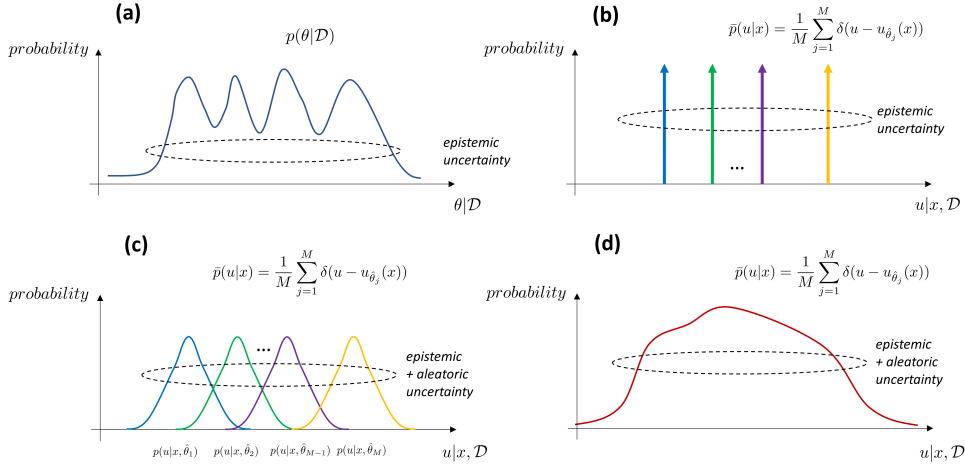 (a)
probability
p(θ|𝒟)
epistemic
uncertainty
θ|𝒟
(b)
p̄(u|x) = 1/M ∑_{j=1}^{M} δ(u − u_{θ̂_j}(x))
probability
epistemic
uncertainty
...
u|x, 𝒟
(c)
p̄(u|x) = 1/M ∑_{j=1}^{M} δ(u − u_{θ̂_j}(x))
probability
...
epistemic
+ aleatoric
uncertainty
p(u|x, θ̂_1) p(u|x, θ̂_2) p(u|x, θ̂_{M−1}) p(u|x, θ̂_M)
u|x, 𝒟
(d)
p̄(u|x) = 1/M ∑_{j=1}^{M} δ(u − u_{θ̂_j}(x))
probability
epistemic
+ aleatoric
uncertainty
u|x, 𝒟